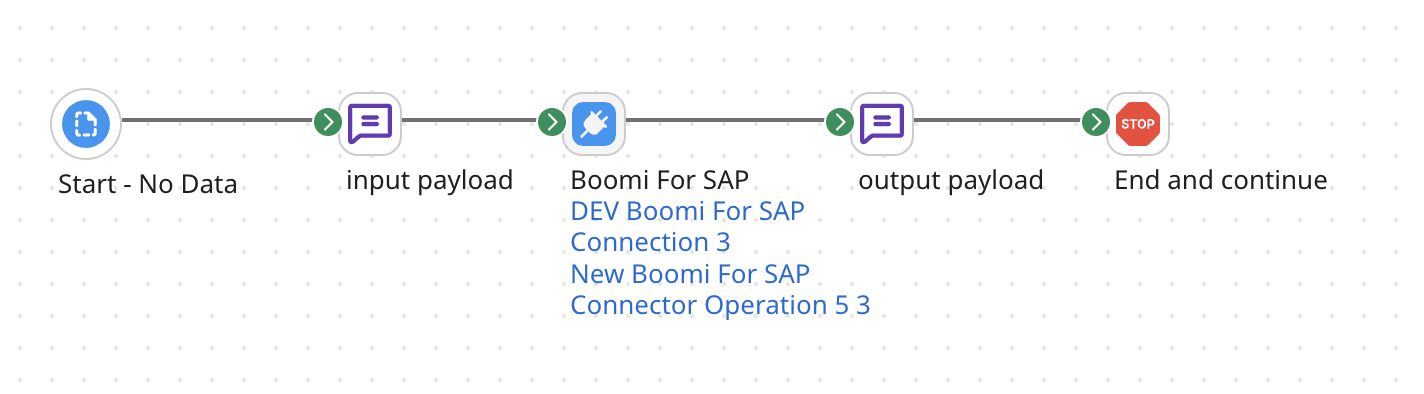 STOP
Start - No Data
input payload
Boomi For SAP
DEV Boomi For SAP
Connection 3
New Boomi For SAP
Connector Operation 5 3
output payload
End and continue